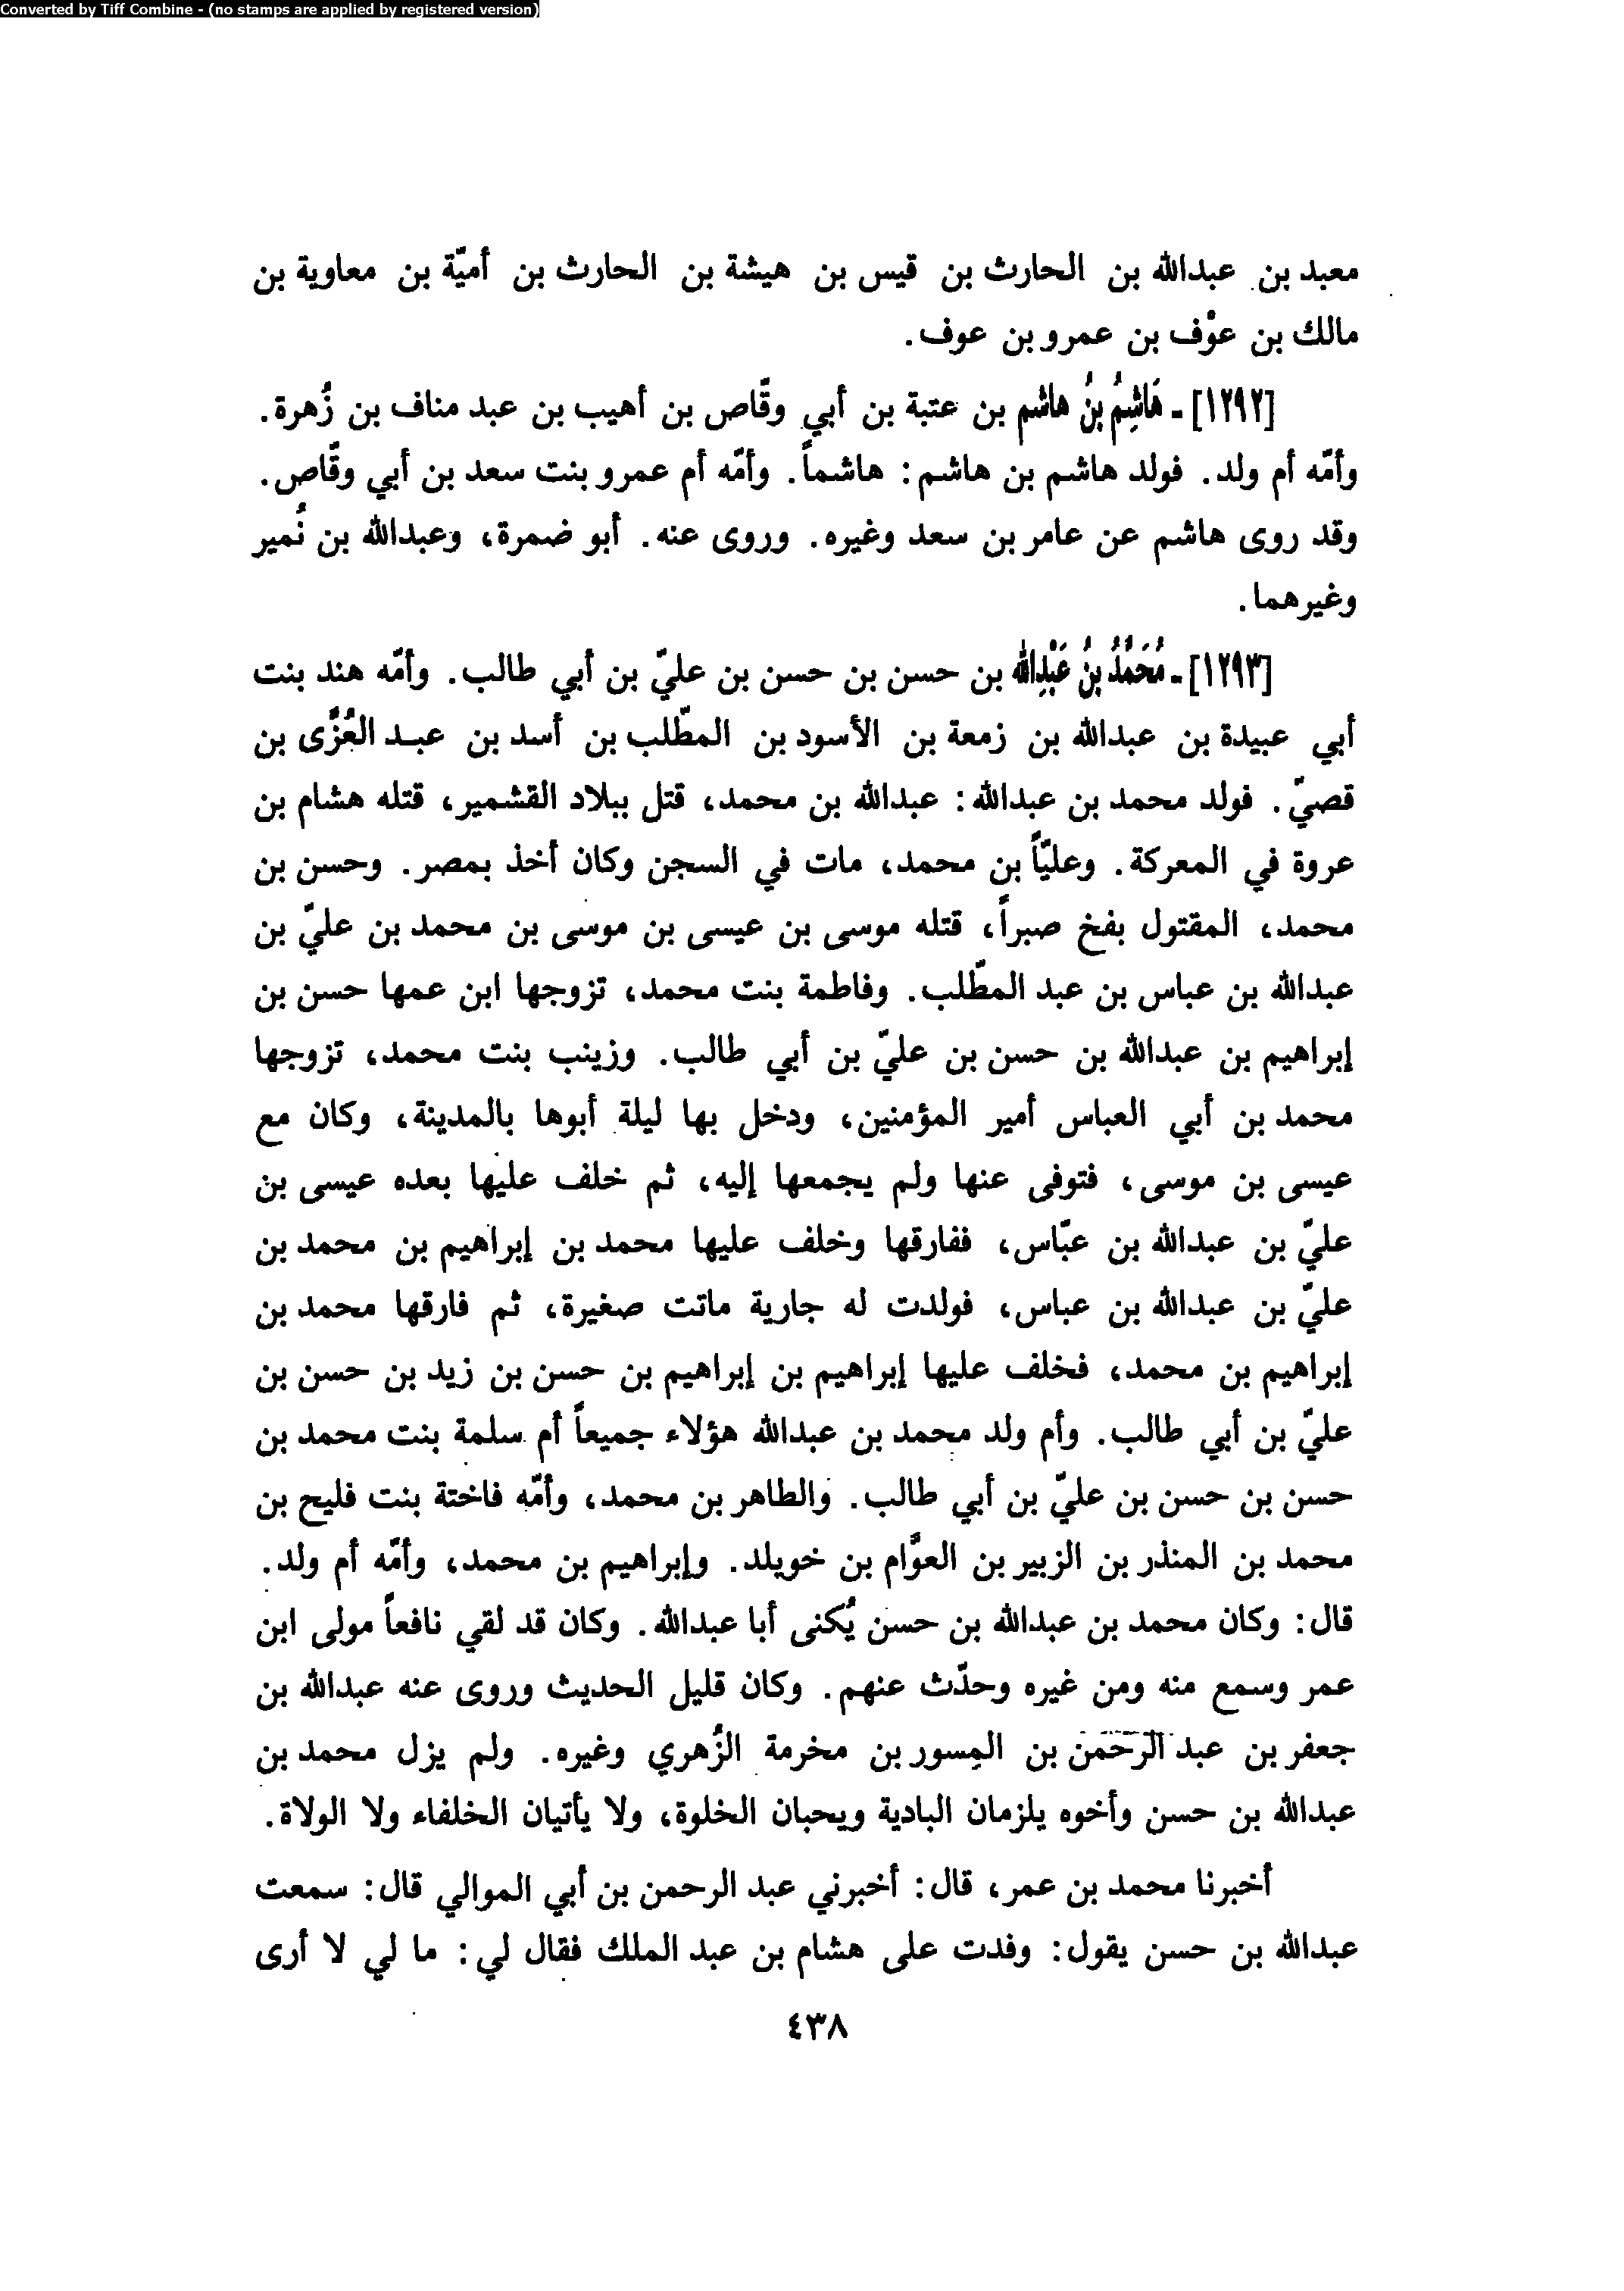 Converted by Tiff Combine - (no stamps are applied by registered version)
معبد بن عبدالله بن الحارث بن قيس بن هيشة بن الحارث بن أميّة بن معاوية بن
مالك بن عوْف بن عمرو بن عوف.
[١٢٩٢] - هَاشِمُ بنُ هاشم بن عتبة بن أبي وقّاص بن أهيب بن عبد مناف بن زُهرة.
وأمّه أم ولد. فولد هاشم بن هاشم: هاشماً. وأمّه أم عمرو بنت سعد بن أبي وقّاص.
وقد روى هاشم عن عامر بن سعد وغيره. وروى عنه. أبو ضمرة، وعبدالله بن نُمير
وغيرهما.
[١٢٩٣] - مُحَمَّدُ بنُ عَبْدِالله بن حسن بن حسن بن عليّ بن أبي طالب. وأمّه هند بنت
أبي عبيدة بن عبدالله بن زمعة بن الأسود بن المطّلب بن أسد بن عبد العُزَّى بن
قصيّ. فولد محمد بن عبدالله: عبدالله بن محمد، قتل ببلاد القشمير، قتله هشام بن
عروة في المعركة. وعليّاً بن محمد، مات في السجن وكان أخذ بمصر. وحسن بن
محمد، المقتول بفخ صبراً، قتله موسى بن عيسى بن موسى بن محمد بن عليّ بن
عبدالله بن عباس بن عبد المطّلب. وفاطمة بنت محمد، تزوجها ابن عمها حسن بن
إبراهيم بن عبدالله بن حسن بن عليّ بن أبي طالب. وزينب بنت محمد، تزوجها
محمد بن أبي العباس أمير المؤمنين، ودخل بها ليلة أبوها بالمدينة، وكان مع
عيسى بن موسى، فتوفى عنها ولم يجمعها إليه، ثم خلف عليها بعده عيسى بن
عليّ بن عبدالله بن عبّاس، ففارقها وخلف عليها محمد بن إبراهيم بن محمد بن
عليّ بن عبدالله بن عباس، فولدت له جارية ماتت صغيرة، ثم فارقها محمد بن
إبراهيم بن محمد، فخلف عليها إبراهيم بن إبراهيم بن حسن بن زيد بن حسن بن
عليّ بن أبي طالب. وأم ولد محمد بن عبدالله هؤلاء جميعاً أم سلمة بنت محمد بن
حسن بن حسن بن عليّ بن أبي طالب. والطاهر بن محمد، وأمّه فاختة بنت فليح بن
محمد بن المنذر بن الزبير بن العوَّام بن خويلد. وإبراهيم بن محمد، وأمّه أم ولد.
قال: وكان محمد بن عبدالله بن حسن يُكنى أبا عبدالله. وكان قد لقي نافعاً مولى ابن
عمر وسمع منه ومن غيره وحدّث عنهم. وكان قليل الحديث وروى عنه عبدالله بن
جعفر بن عبد الرحمن بن المِسور بن مخرمة الزُهري وغيره. ولم يزل محمد بن
عبدالله بن حسن وأخوه يلزمان البادية ويحبان الخلوة، ولا يأتيان الخلفاء ولا الولاة.
أخبرنا محمد بن عمر، قال: أخبرني عبد الرحمن بن أبي الموالي قال: سمعت
عبدالله بن حسن يقول: وفدت على هشام بن عبد الملك فقال لي: ما لي لا أرى
٤٣٨